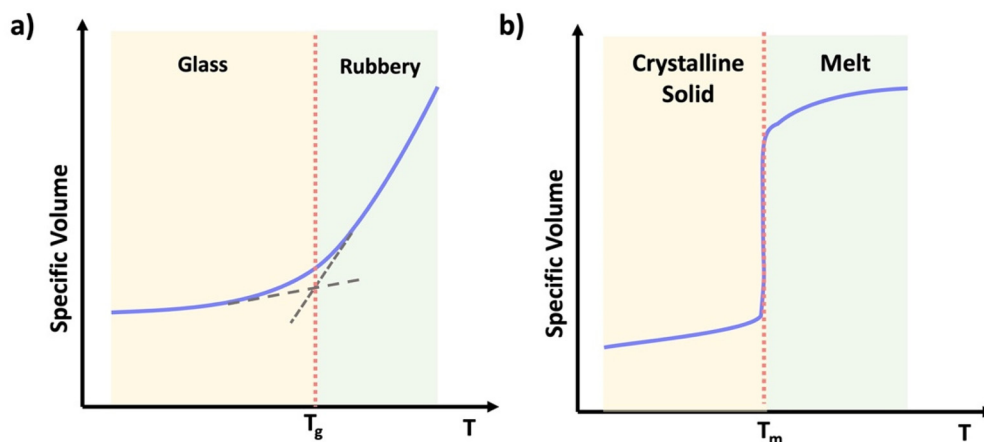 a)
Glass
Rubbery
Specific Volume
Tg
T
b)
Crystalline
Solid
Melt
Specific Volume
Tm
T